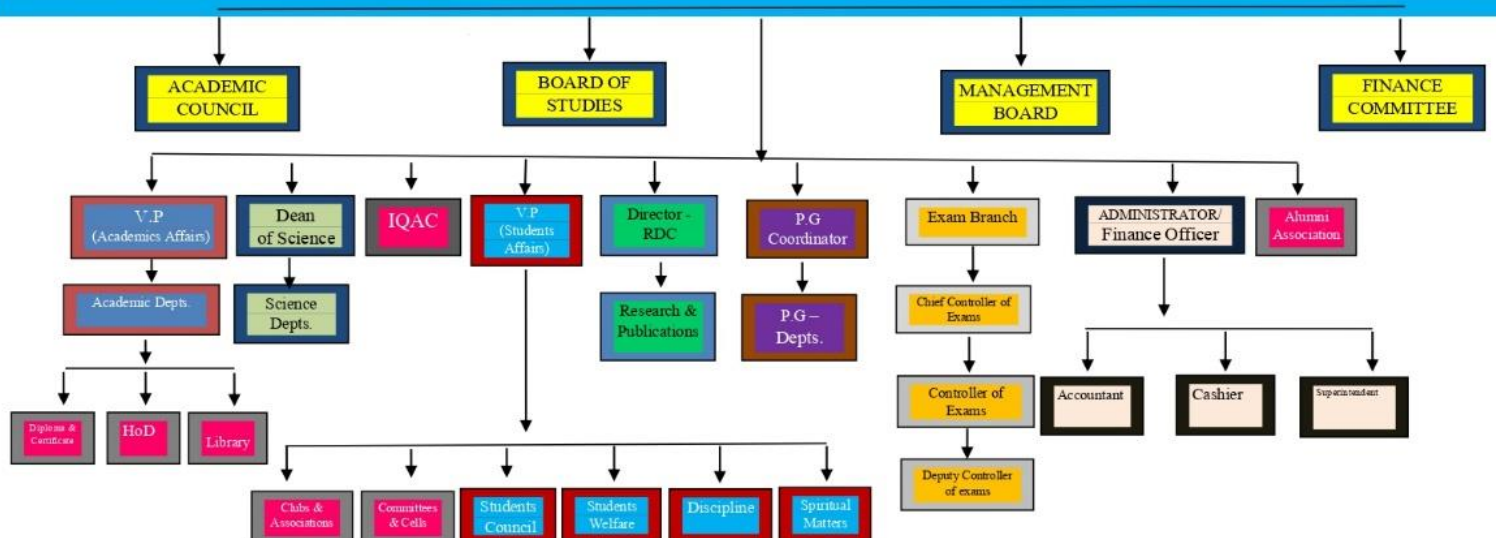 ACADEMIC
COUNCIL
BOARD OF
STUDIES
MANAGEMENT
BOARD
FINANCE
COMMITTEE
V.P
(Academics Affairs)
Dean
of Science
IQAC
V.P
(Students
Affairs)
Director -
RDC
P.G
Coordinator
Exam Branch
ADMINISTRATOR/
Finance Officer
Alumni
Association
Academic Depts.
Science
Depts.
Research &
Publications
P.G –
Depts.
Chief Controller of
Exams
Controller of
Exams
Deputy Controller
of exams
Accountant
Cashier
Superintendent
Diploma &
Certificate
HoD
Library
Clubs &
Associations
Committees
& Cells
Students
Council
Students
Welfare
Discipline
Spiritual
Matters